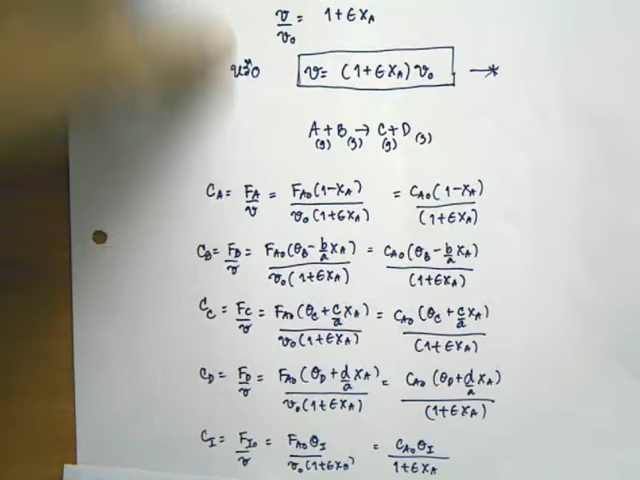 v/v₀ = 1+ϵX_A
หรือ v = (1+ϵX_A)v₀
A + B → C + D
(g) (g) (g) (g)
C_A = F_A/v = F_A0(1-X_A)/v₀(1+ϵX_A) = C_A0(1-X_A)/(1+ϵX_A)
C_B = F_B/v = F_A0(θ_B - b/a X_A)/v₀(1+ϵX_A) = C_A0(θ_B - b/a X_A)/(1+ϵX_A)
C_C = F_C/v = F_A0(θ_C + c/a X_A)/v₀(1+ϵX_A) = C_A0(θ_C + c/a X_A)/(1+ϵX_A)
C_D = F_D/v = F_A0(θ_D + d/a X_A)/v₀(1+ϵX_A) = C_A0(θ_D + d/a X_A)/(1+ϵX_A)
C_I = F_I0/v = F_A0θ_I/v₀(1+ϵX_A) = C_A0θ_I/1+ϵX_A